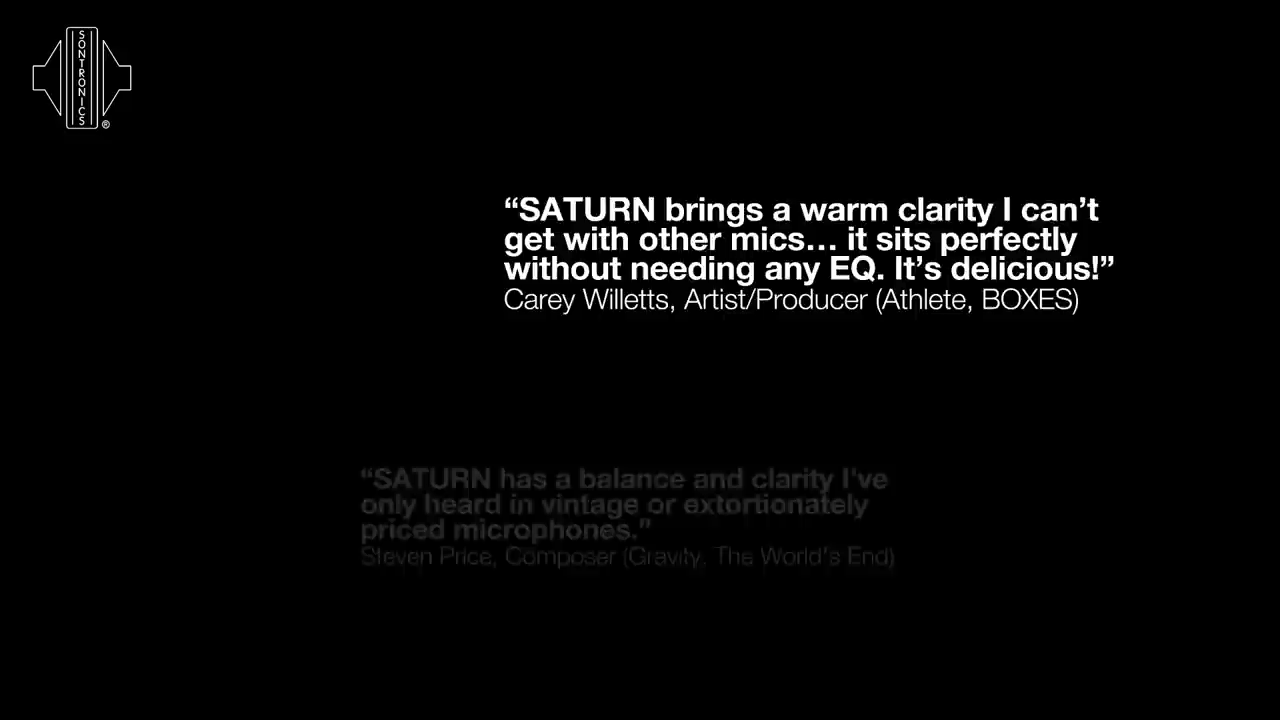 SONTRONICS
®
“SATURN brings a warm clarity I can’t
get with other mics… it sits perfectly
without needing any EQ. It’s delicious!”
Carey Willetts, Artist/Producer (Athlete, BOXES)
“SATURN has a balance and clarity I've
only heard in vintage or extortionately
priced microphones.”
Steven Price, Composer (Gravity, The World's End)